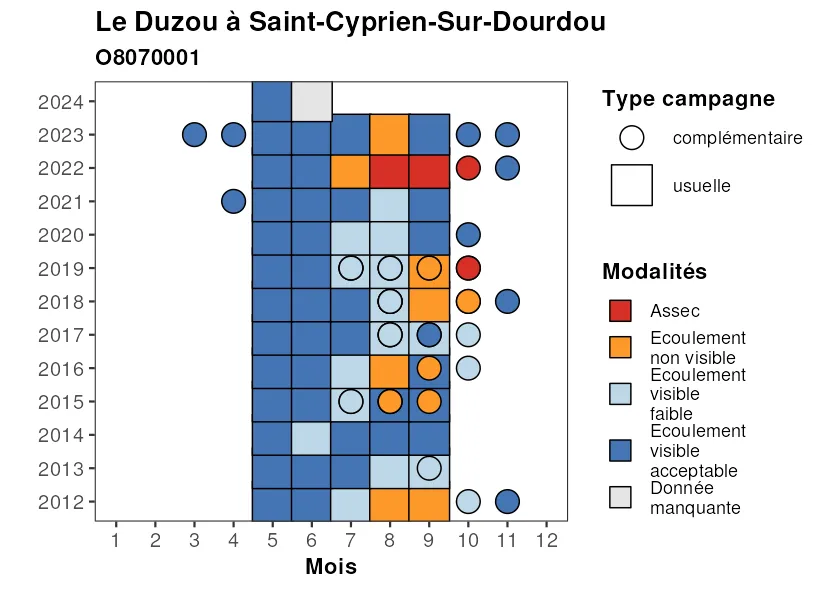 Le Duzou à Saint-Cyprien-Sur-Dourdou
O8070001
2024
2023
2022
2021
2020
2019
2018
2017
2016
2015
2014
2013
2012
1 2 3 4 5 6 7 8 9 10 11 12
Mois
Type campagne
complémentaire
usuelle
Modalités
Assec
Ecoulement
non visible
Ecoulement
visible
faible
Ecoulement
visible
acceptable
Donnée
manquante